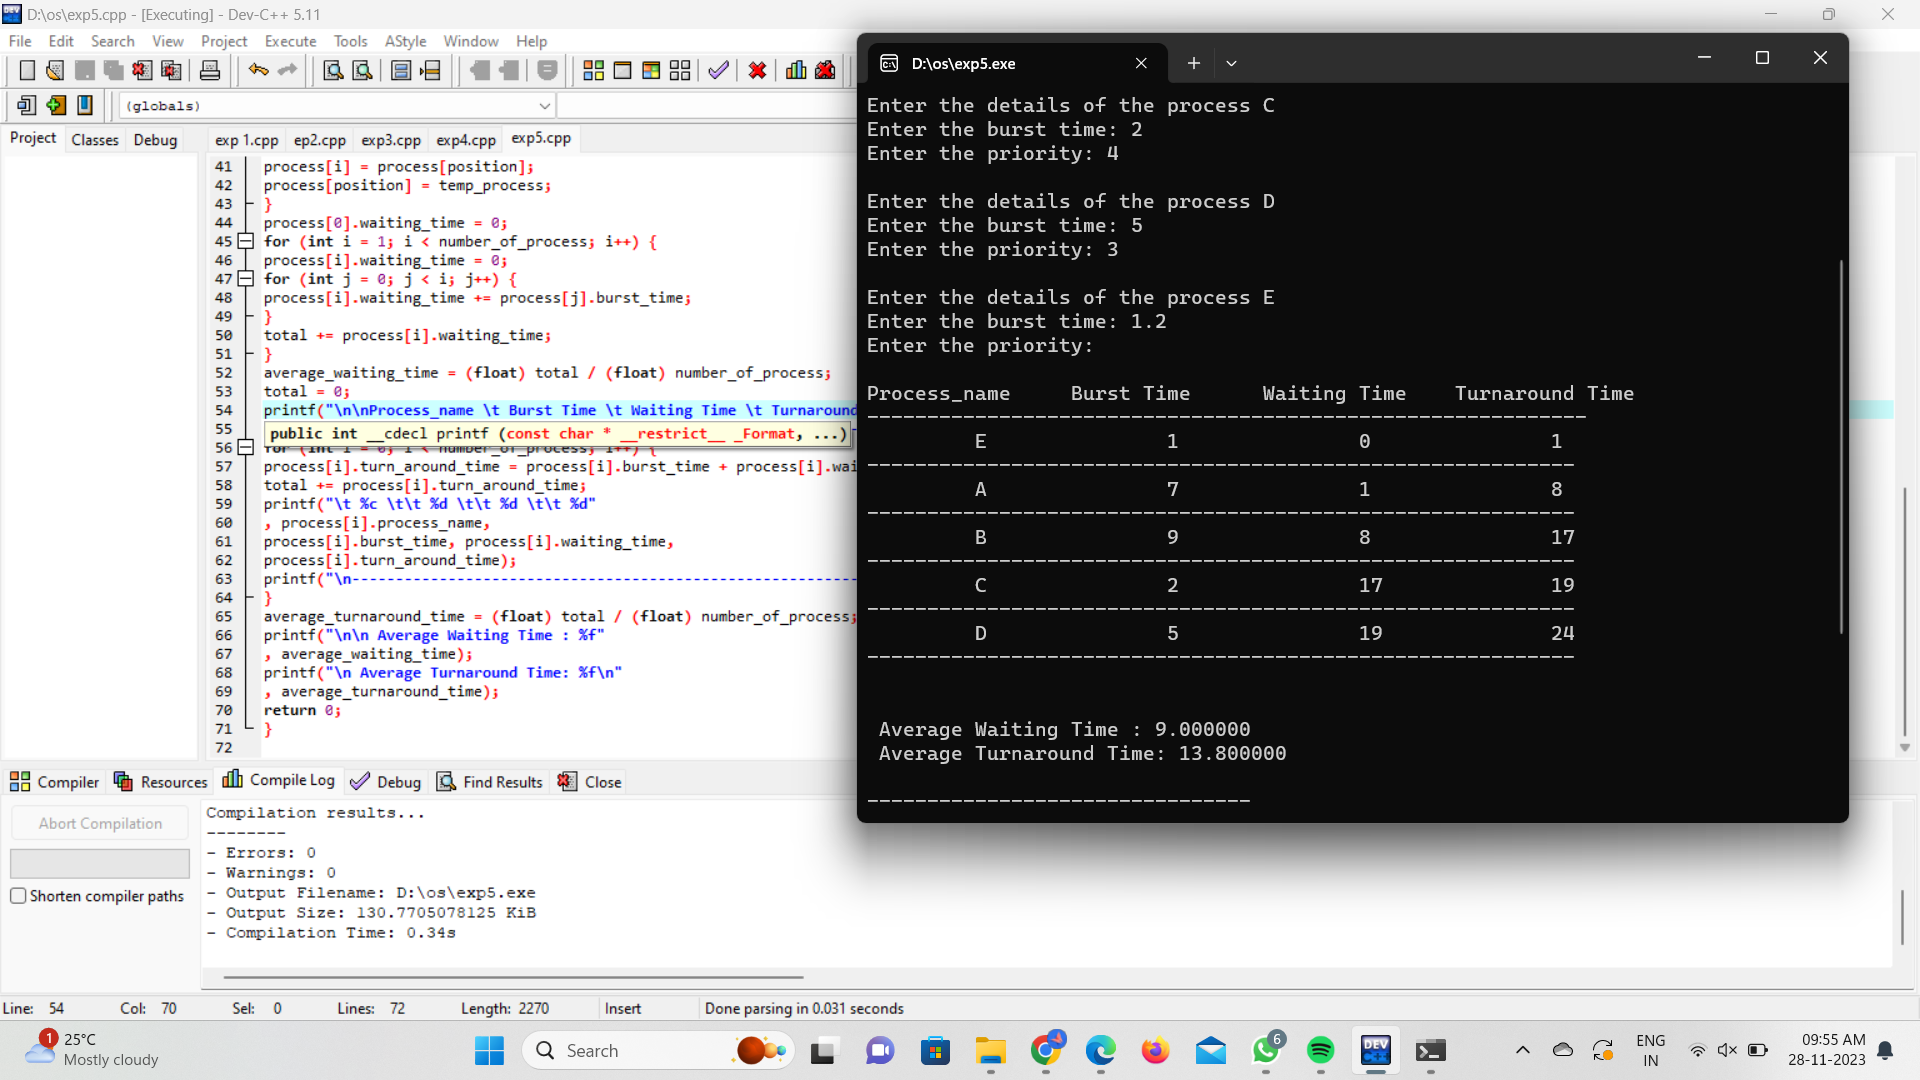 D:\os\exp5.cpp - [Executing] - Dev-C++ 5.11
File Edit Search View Project Execute Tools AStyle Window Help
(globals)
Project Classes Debug
exp 1.cpp ep2.cpp exp3.cpp exp4.cpp exp5.cpp
41 process[i] = process[position];
42 process[position] = temp_process;
43 }
44 process[0].waiting_time = 0;
45 for (int i = 1; i < number_of_process; i++) {
46 process[i].waiting_time = 0;
47 for (int j = 0; j < i; j++) {
48 process[i].waiting_time += process[j].burst_time;
49 }
50 total += process[i].waiting_time;
51 }
52 average_waiting_time = (float) total / (float) number_of_process;
53 total = 0;
54 printf("\n\nProcess_name \t Burst Time \t Waiting Time \t Turnaround
55 public int __cdecl printf (const char * __restrict__ _Format, ...)
56 for (int i = 0; i < number_of_process; i++) {
57 process[i].turn_around_time = process[i].burst_time + process[i].wai
58 total += process[i].turn_around_time;
59 printf("\t %c \t\t %d \t\t %d \t\t %d"
60 , process[i].process_name,
61 process[i].burst_time, process[i].waiting_time,
62 process[i].turn_around_time);
63 printf("\n-----------------------------------------------------------
64 }
65 average_turnaround_time = (float) total / (float) number_of_process;
66 printf("\n\n Average Waiting Time : %f"
67 , average_waiting_time);
68 printf("\n Average Turnaround Time: %f\n"
69 , average_turnaround_time);
70 return 0;
71 }
72
D:\os\exp5.exe
Enter the details of the process C
Enter the burst time: 2
Enter the priority: 4
Enter the details of the process D
Enter the burst time: 5
Enter the priority: 3
Enter the details of the process E
Enter the burst time: 1.2
Enter the priority:
Process_name Burst Time Waiting Time Turnaround Time
------------------------------------------------------------
E 1 0 1
-----------------------------------------------------------
A 7 1 8
-----------------------------------------------------------
B 9 8 17
-----------------------------------------------------------
C 2 17 19
-----------------------------------------------------------
D 5 19 24
-----------------------------------------------------------
Average Waiting Time : 9.000000
Average Turnaround Time: 13.800000
--------------------------------
Compiler Resources Compile Log Debug Find Results Close
Abort Compilation
Shorten compiler paths
Compilation results...
--------
- Errors: 0
- Warnings: 0
- Output Filename: D:\os\exp5.exe
- Output Size: 130.7705078125 KiB
- Compilation Time: 0.34s
Line: 54 Col: 70 Sel: 0 Lines: 72 Length: 2270 Insert Done parsing in 0.031 seconds
1
25°C
Mostly cloudy
Search
6
DEV
C++
ENG
IN
09:55 AM
28-11-2023